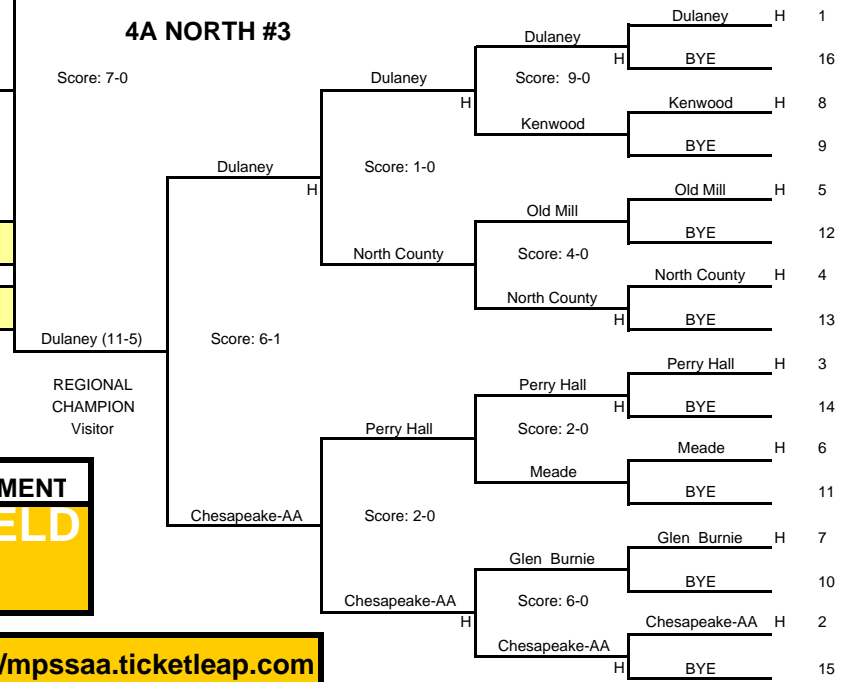 4A NORTH #3
Score: 7-0
Dulaney H 1
Dulaney
H BYE 16
Dulaney Score: 9-0
H Kenwood H 8
Kenwood
BYE 9
Dulaney Score: 1-0
H Old Mill H 5
Old Mill
BYE 12
North County Score: 4-0
North County H 4
North County
H BYE 13
Dulaney (11-5) Score: 6-1
REGIONAL
CHAMPION
Visitor
Perry Hall H 3
Perry Hall
H BYE 14
Perry Hall Score: 2-0
Meade H 6
Meade
BYE 11
Chesapeake-AA Score: 2-0
Glen Burnie H 7
Glen Burnie
BYE 10
Chesapeake-AA Score: 6-0
H Chesapeake-AA H 2
Chesapeake-AA
H BYE 15
MENT
ELD
/mpssaa.ticketleap.com